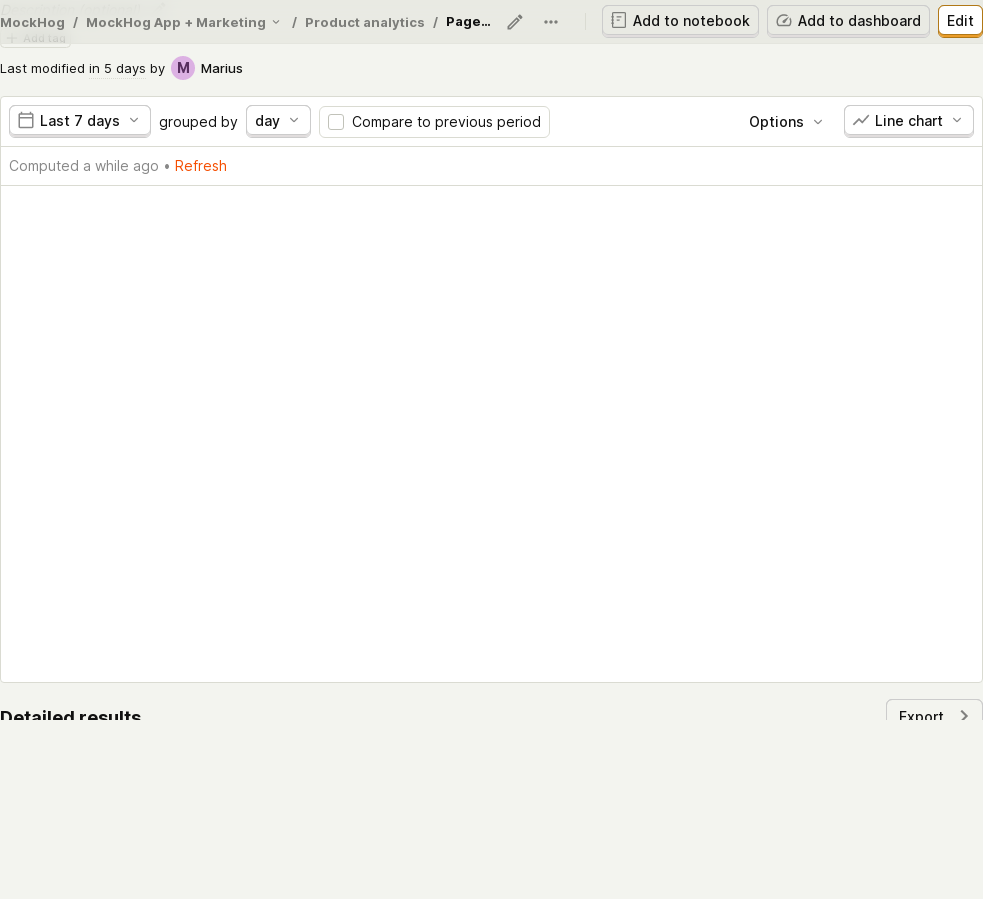 MockHog / MockHog App + Marketing / Product analytics / Page...
Add to notebook
Add to dashboard
Edit
Add tag
Last modified in 5 days by M Marius
Last 7 days grouped by day Compare to previous period Options Line chart
Computed a while ago • Refresh
Detailed results
Export